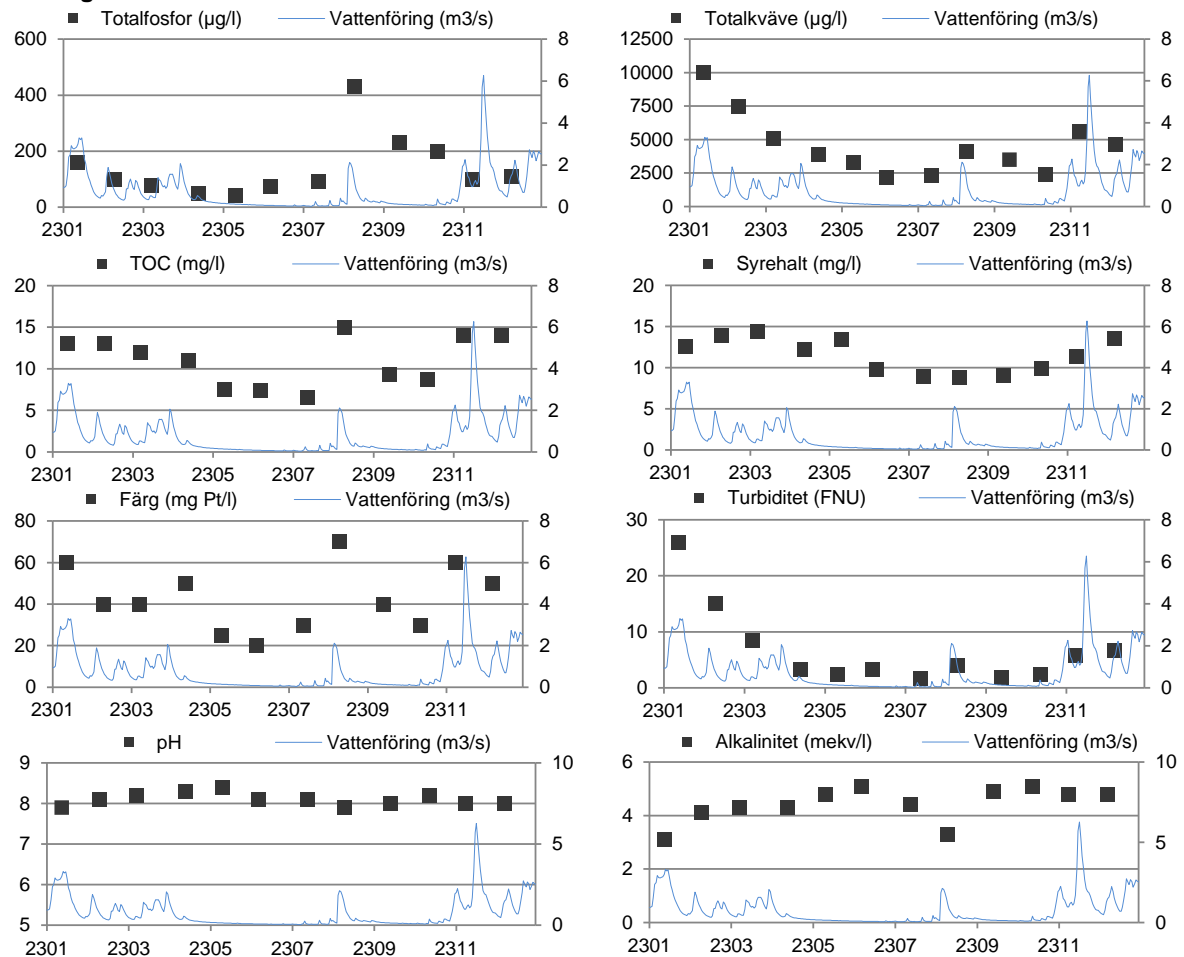 Totalfosfor (µg/l) Vattenföring (m3/s)
600 8
400 6
4
200 2
0 0
2301 2303 2305 2307 2309 2311
Totalkväve (µg/l) Vattenföring (m3/s)
12500 8
10000 6
7500
5000 4
2500 2
0 0
2301 2303 2305 2307 2309 2311
TOC (mg/l) Vattenföring (m3/s)
20 8
15 6
10 4
5 2
0 0
2301 2303 2305 2307 2309 2311
Syrehalt (mg/l) Vattenföring (m3/s)
20 8
15 6
10 4
5 2
0 0
2301 2303 2305 2307 2309 2311
Färg (mg Pt/l) Vattenföring (m3/s)
80 8
60 6
40 4
20 2
0 0
2301 2303 2305 2307 2309 2311
Turbiditet (FNU) Vattenföring (m3/s)
30 8
20 6
4
10 2
0 0
2301 2303 2305 2307 2309 2311
pH Vattenföring (m3/s)
9 10
8
7 5
6
5 0
2301 2303 2305 2307 2309 2311
Alkalinitet (mekv/l) Vattenföring (m3/s)
6 10
4 5
2
0 0
2301 2303 2305 2307 2309 2311